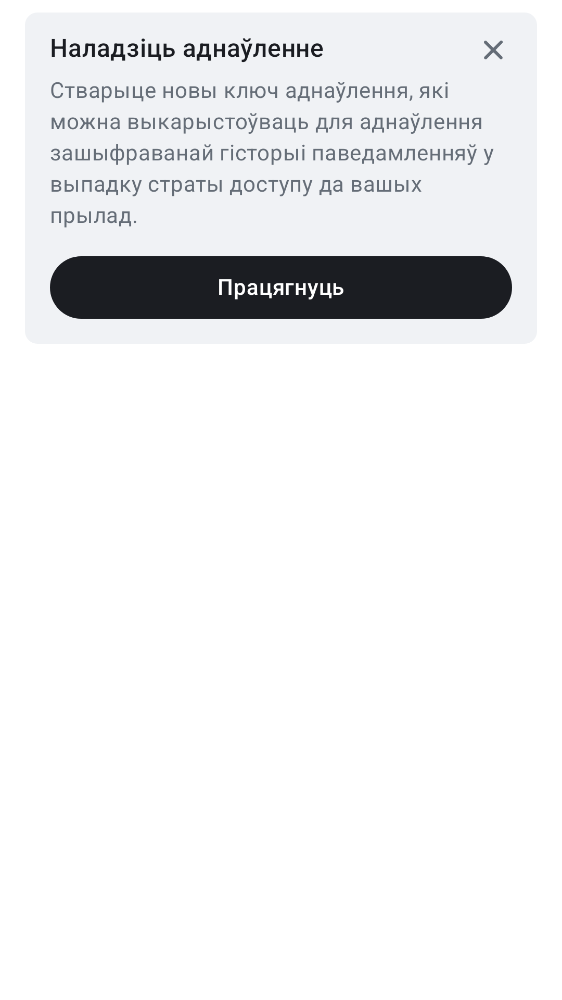 Наладзіць аднаўленне
Стварыце новы ключ аднаўлення, які
можна выкарыстоўваць для аднаўлення
зашыфраванай гісторыі паведамленняў у
выпадку страты доступу да вашых
прылад.
Працягнуць